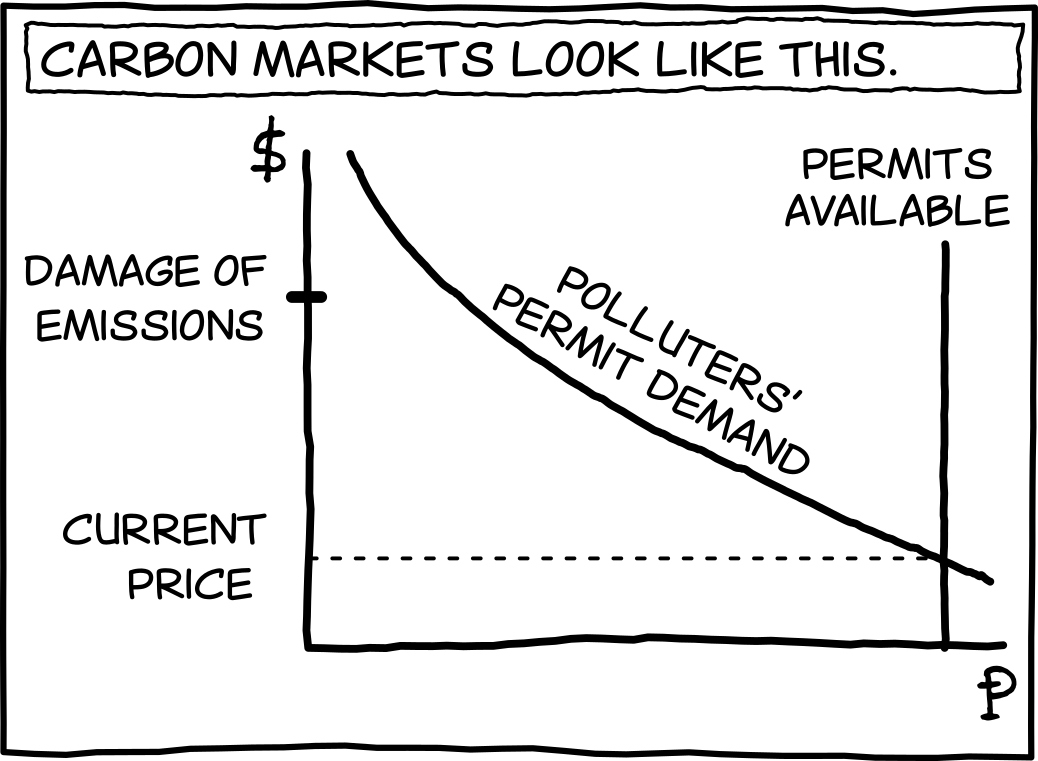 CARBON MARKETS LOOK LIKE THIS.
$
PERMITS
AVAILABLE
DAMAGE OF
EMISSIONS
POLLUTERS'
PERMIT DEMAND
CURRENT
PRICE
P